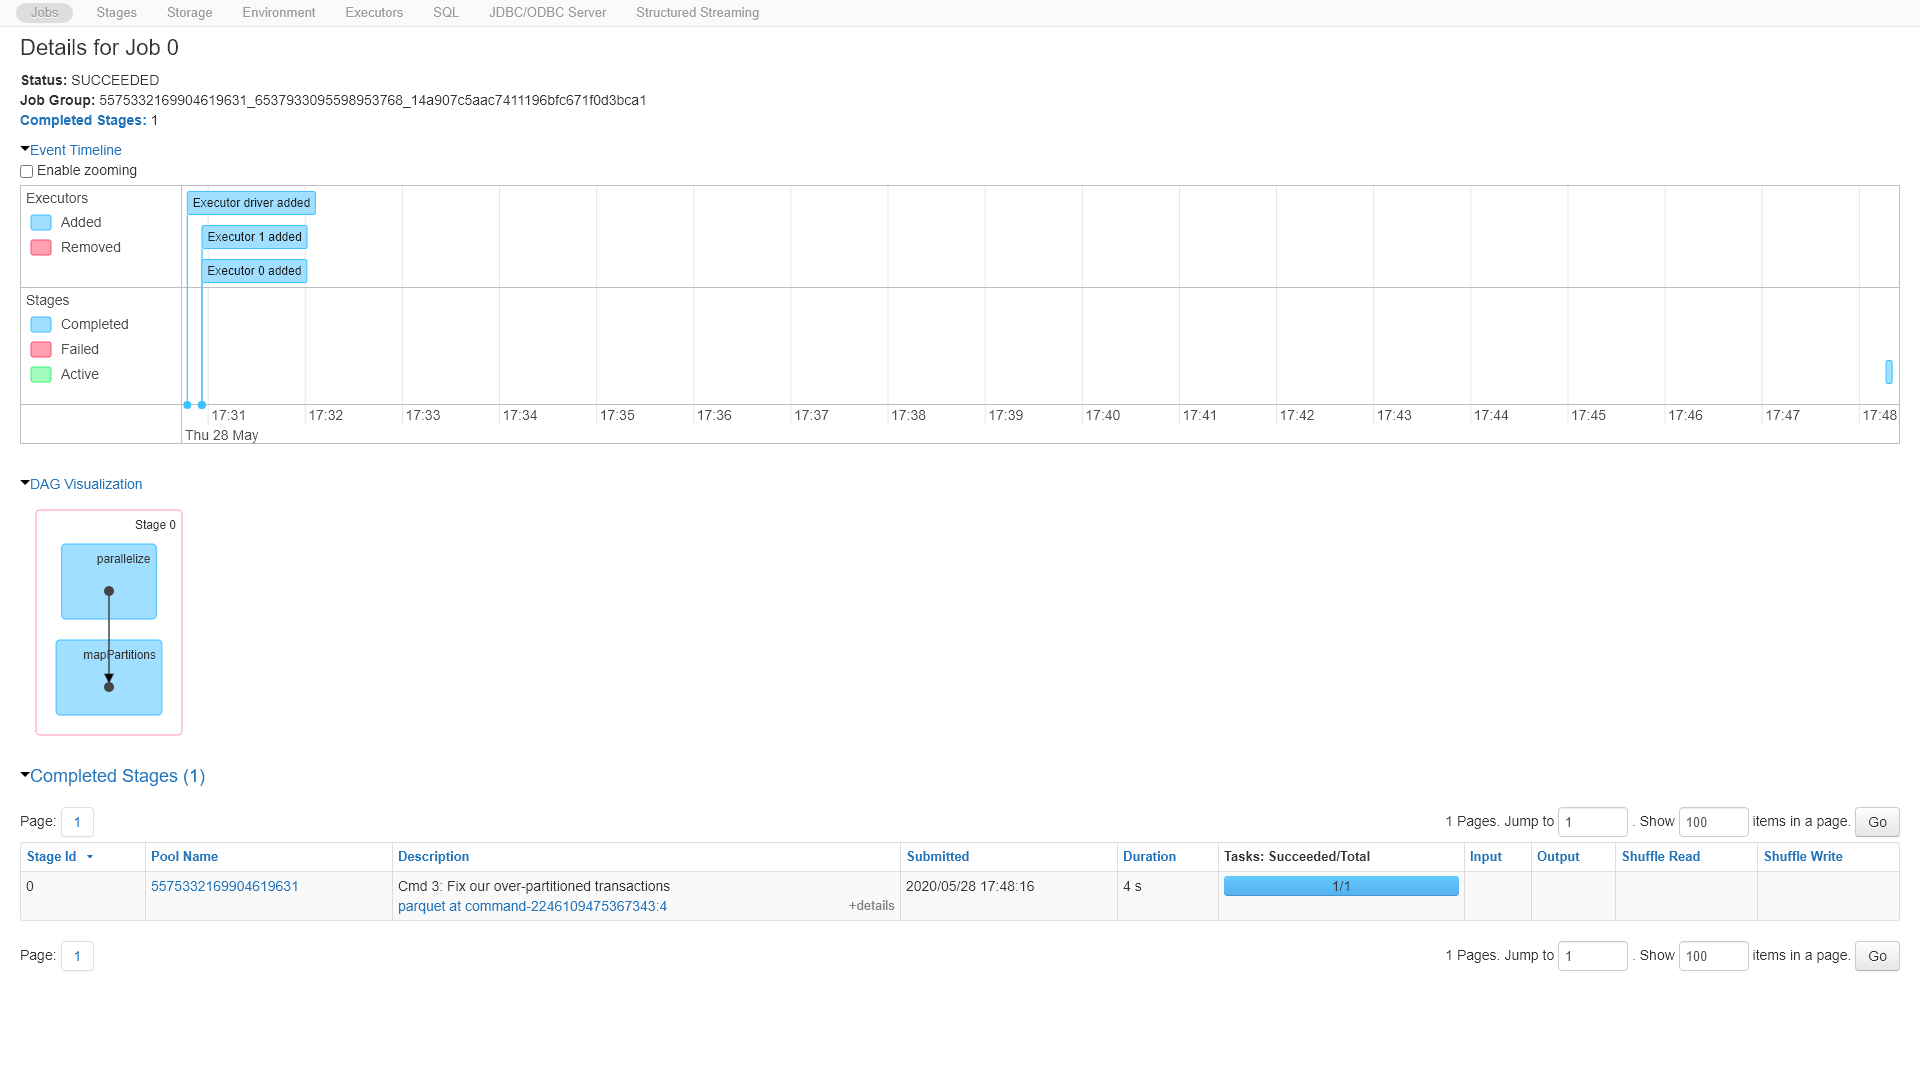 Jobs Stages Storage Environment Executors SQL JDBC/ODBC Server Structured Streaming
Details for Job 0
Status: SUCCEEDED
Job Group: 5575332169904619631_6537933095598953768_14a907c5aac7411196bfc671f0d3bca1
Completed Stages: 1
Event Timeline
Enable zooming
Executors
Added
Removed
Executor driver added
Executor 1 added
Executor 0 added
Stages
Completed
Failed
Active
17:31 17:32 17:33 17:34 17:35 17:36 17:37 17:38 17:39 17:40 17:41 17:42 17:43 17:44 17:45 17:46 17:47 17:48
Thu 28 May
DAG Visualization
Stage 0
parallelize
mapPartitions
Completed Stages (1)
Page: 1 1 Pages. Jump to 1 . Show 100 items in a page. Go
Stage Id Pool Name Description Submitted Duration Tasks: Succeeded/Total Input Output Shuffle Read Shuffle Write
0 5575332169904619631 Cmd 3: Fix our over-partitioned transactions 2020/05/28 17:48:16 4 s 1/1
parquet at command-2246109475367343:4 +details
Page: 1 1 Pages. Jump to 1 . Show 100 items in a page. Go